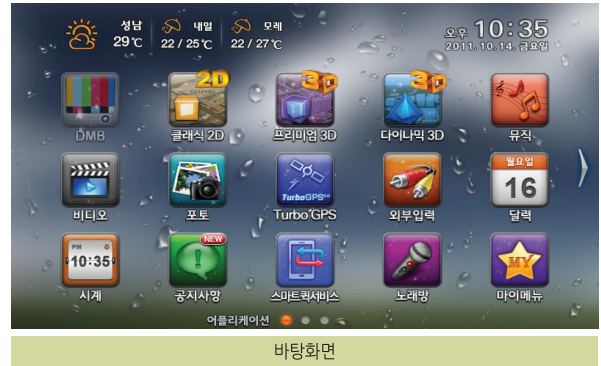 성남 내일 모레
29℃ 22 / 25℃ 22 / 27℃
오후 10:35
2011. 10. 14. 금요일
2D 3D 3D
DMB 클래식 2D 프리미엄 3D 다이나믹 3D 뮤직
TurboGPS 월요일 16
비디오 포토 Turbo GPS 외부입력 달력
PM 10:35 NEW MY
시계 공지사항 스마트퀵서비스 노래방 마이메뉴
어플리케이션
바탕화면